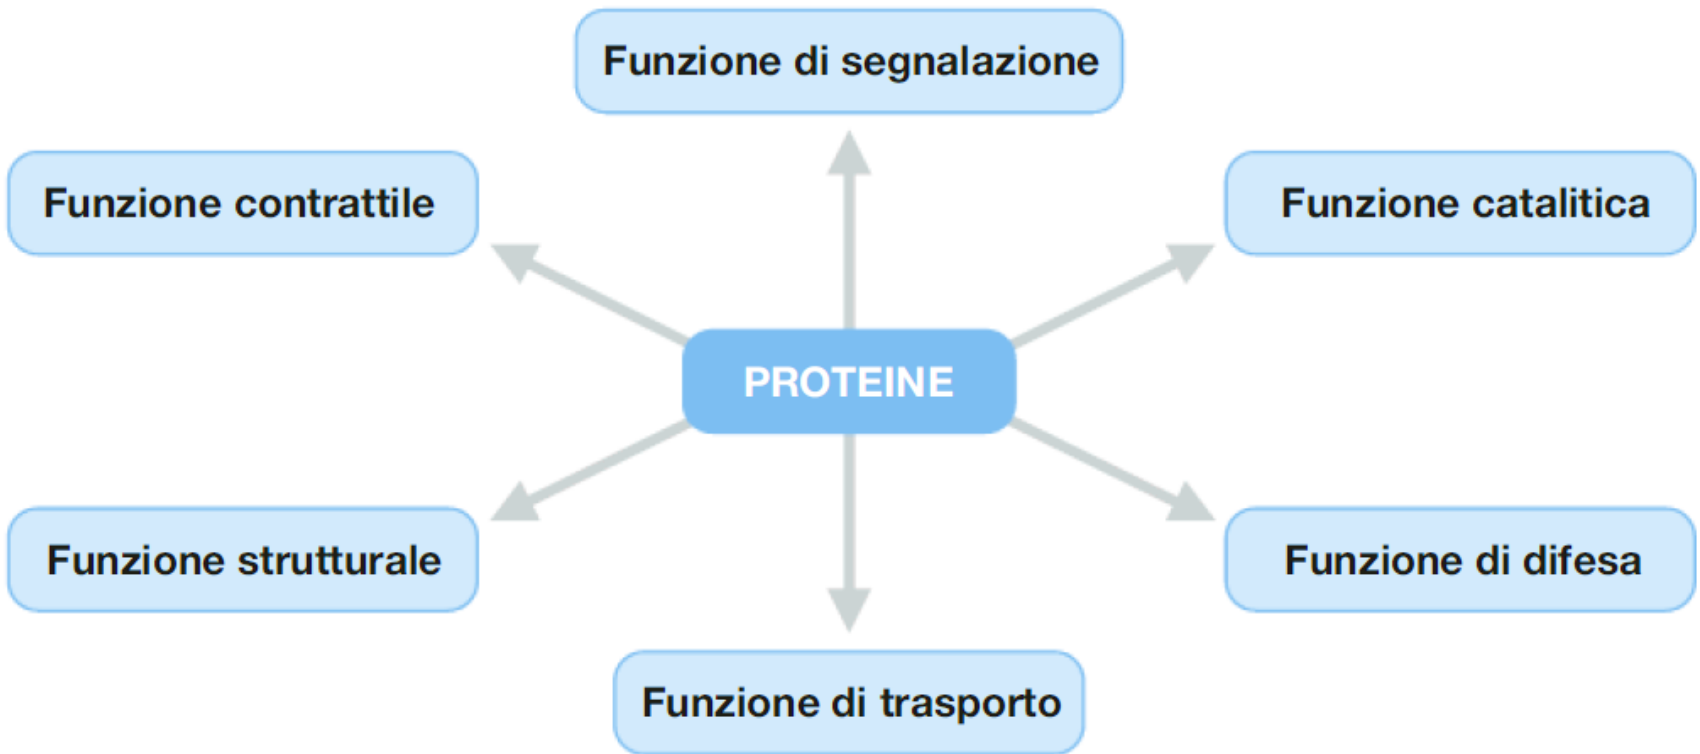 Funzione di segnalazione
Funzione contrattile
Funzione catalitica
PROTEINE
Funzione strutturale
Funzione di difesa
Funzione di trasporto